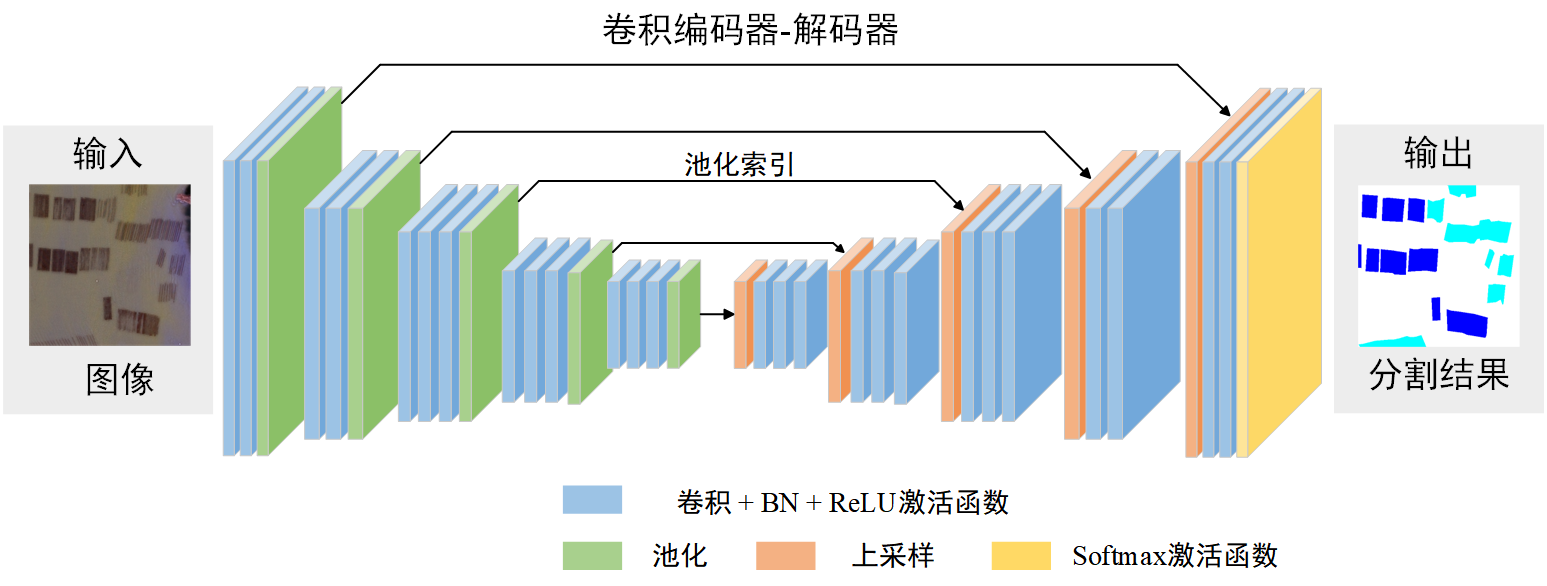 卷积编码器-解码器
输入
池化索引
输出
图像
分割结果
卷积 + BN + ReLU激活函数
池化
上采样
Softmax激活函数